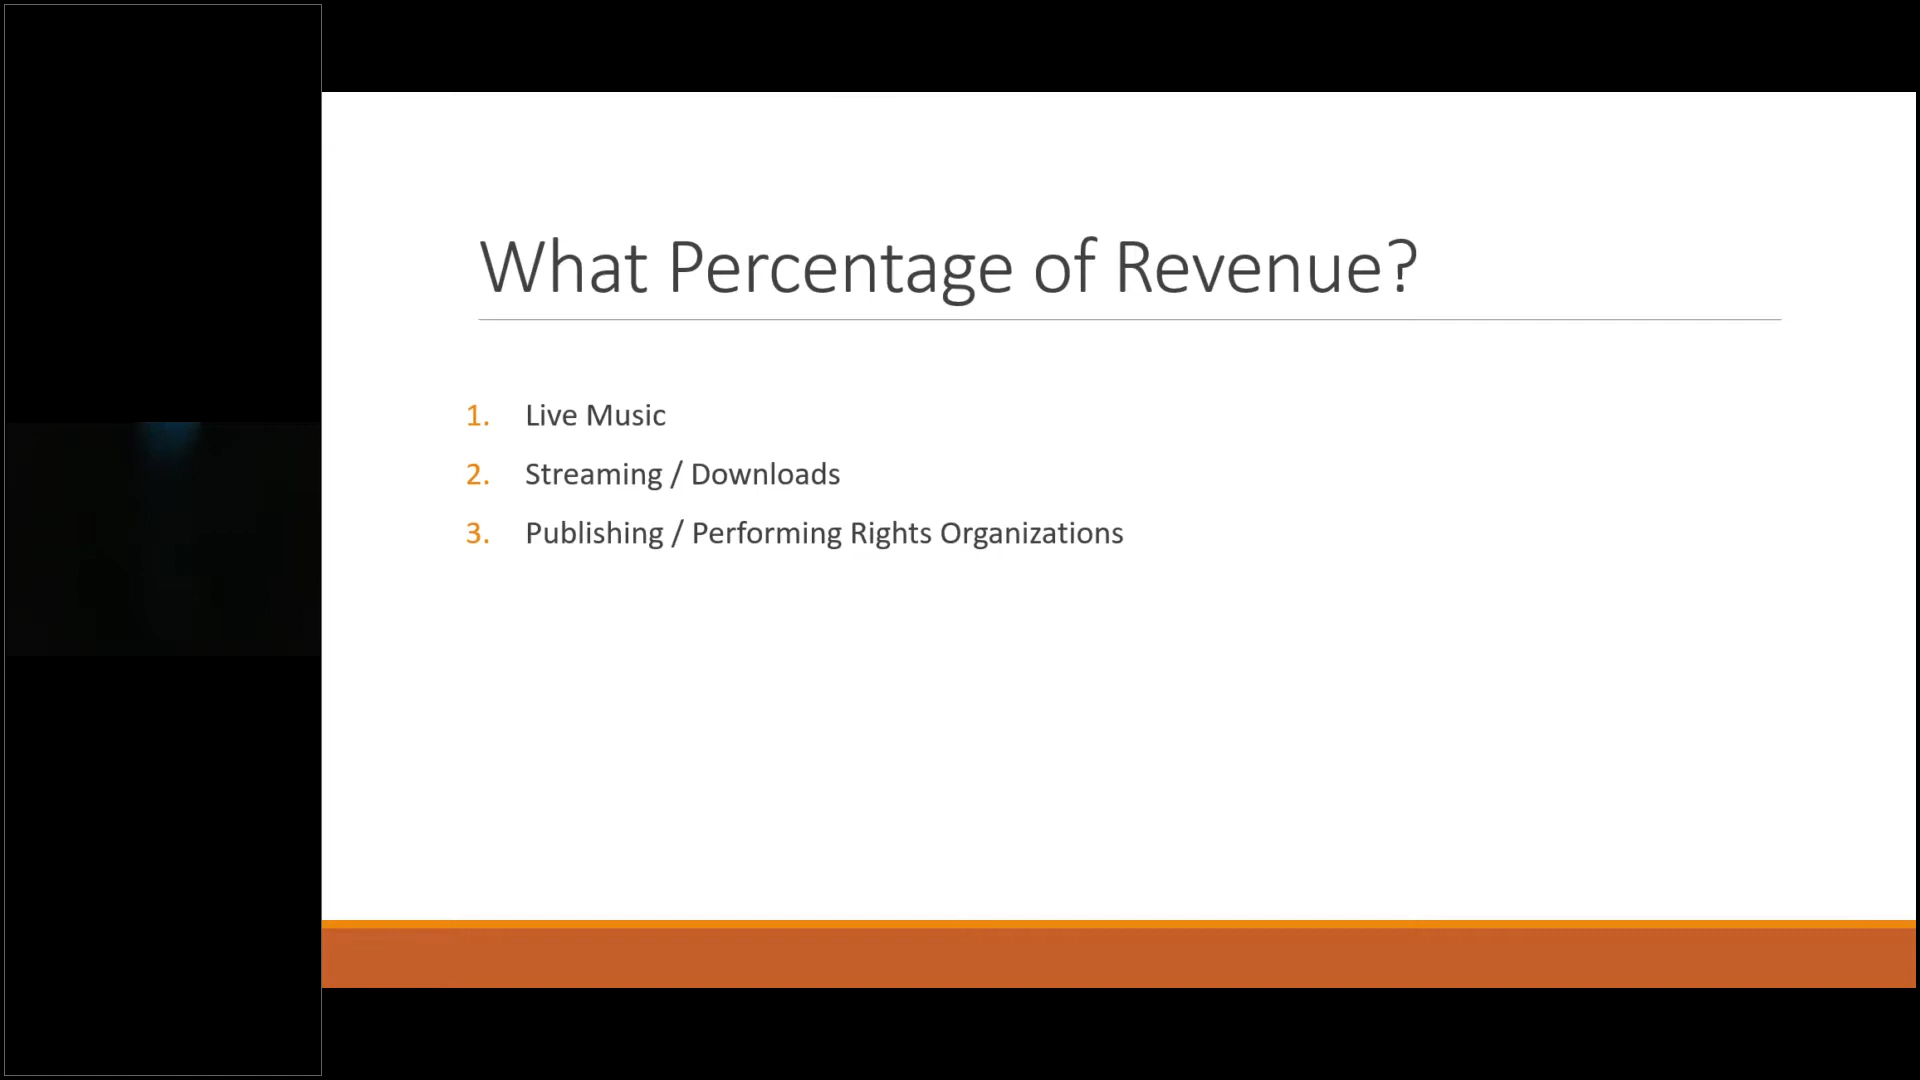 What Percentage of Revenue?
1. Live Music
2. Streaming / Downloads
3. Publishing / Performing Rights Organizations